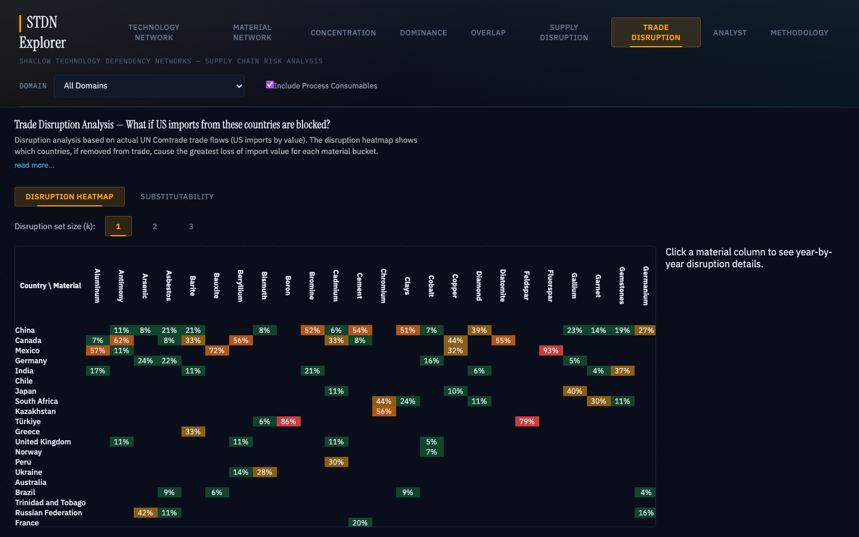 STDN
Explorer
TECHNOLOGY NETWORK
MATERIAL NETWORK
CONCENTRATION
DOMINANCE
OVERLAP
SUPPLY DISRUPTION
TRADE DISRUPTION
ANALYST
METHODOLOGY
SHALLOW TECHNOLOGY DEPENDENCY NETWORKS — SUPPLY CHAIN RISK ANALYSIS
DOMAIN All Domains Include Process Consumables
Trade Disruption Analysis — What if US imports from these countries are blocked?
Disruption analysis based on actual UN Comtrade trade flows (US imports by value). The disruption heatmap shows
which countries, if removed from trade, cause the greatest loss of import value for each material bucket.
read more...
DISRUPTION HEATMAP SUBSTITUTABILITY
Disruption set size (k): 1 2 3
Click a material column to see year-by-
year disruption details.
Country \ Material Aluminum Antimony Arsenic Asbestos Barite Bauxite Beryllium Bismuth Boron Bromine Cadmium Cement Chromium Clays Cobalt Copper Diamond Diatomite Feldspar Fluorspar Gallium Garnet Gemstones Germanium
China 11% 8% 21% 21% 8% 52% 6% 54% 51% 7% 39% 23% 14% 19% 27%
Canada 7% 62% 8% 33% 56% 33% 8% 44% 55%
Mexico 57% 11% 72% 32% 93%
Germany 24% 22% 16% 5%
India 17% 11% 21% 6% 4% 37%
Chile
Japan 11% 10% 40%
South Africa 44% 24% 11% 30% 11%
Kazakhstan 56%
Türkiye 6% 86% 79%
Greece 33%
United Kingdom 11% 11% 11% 5%
Norway 7%
Peru 30%
Ukraine 14% 28%
Australia
Brazil 9% 6% 9% 4%
Trinidad and Tobago
Russian Federation 42% 11% 16%
France 20%